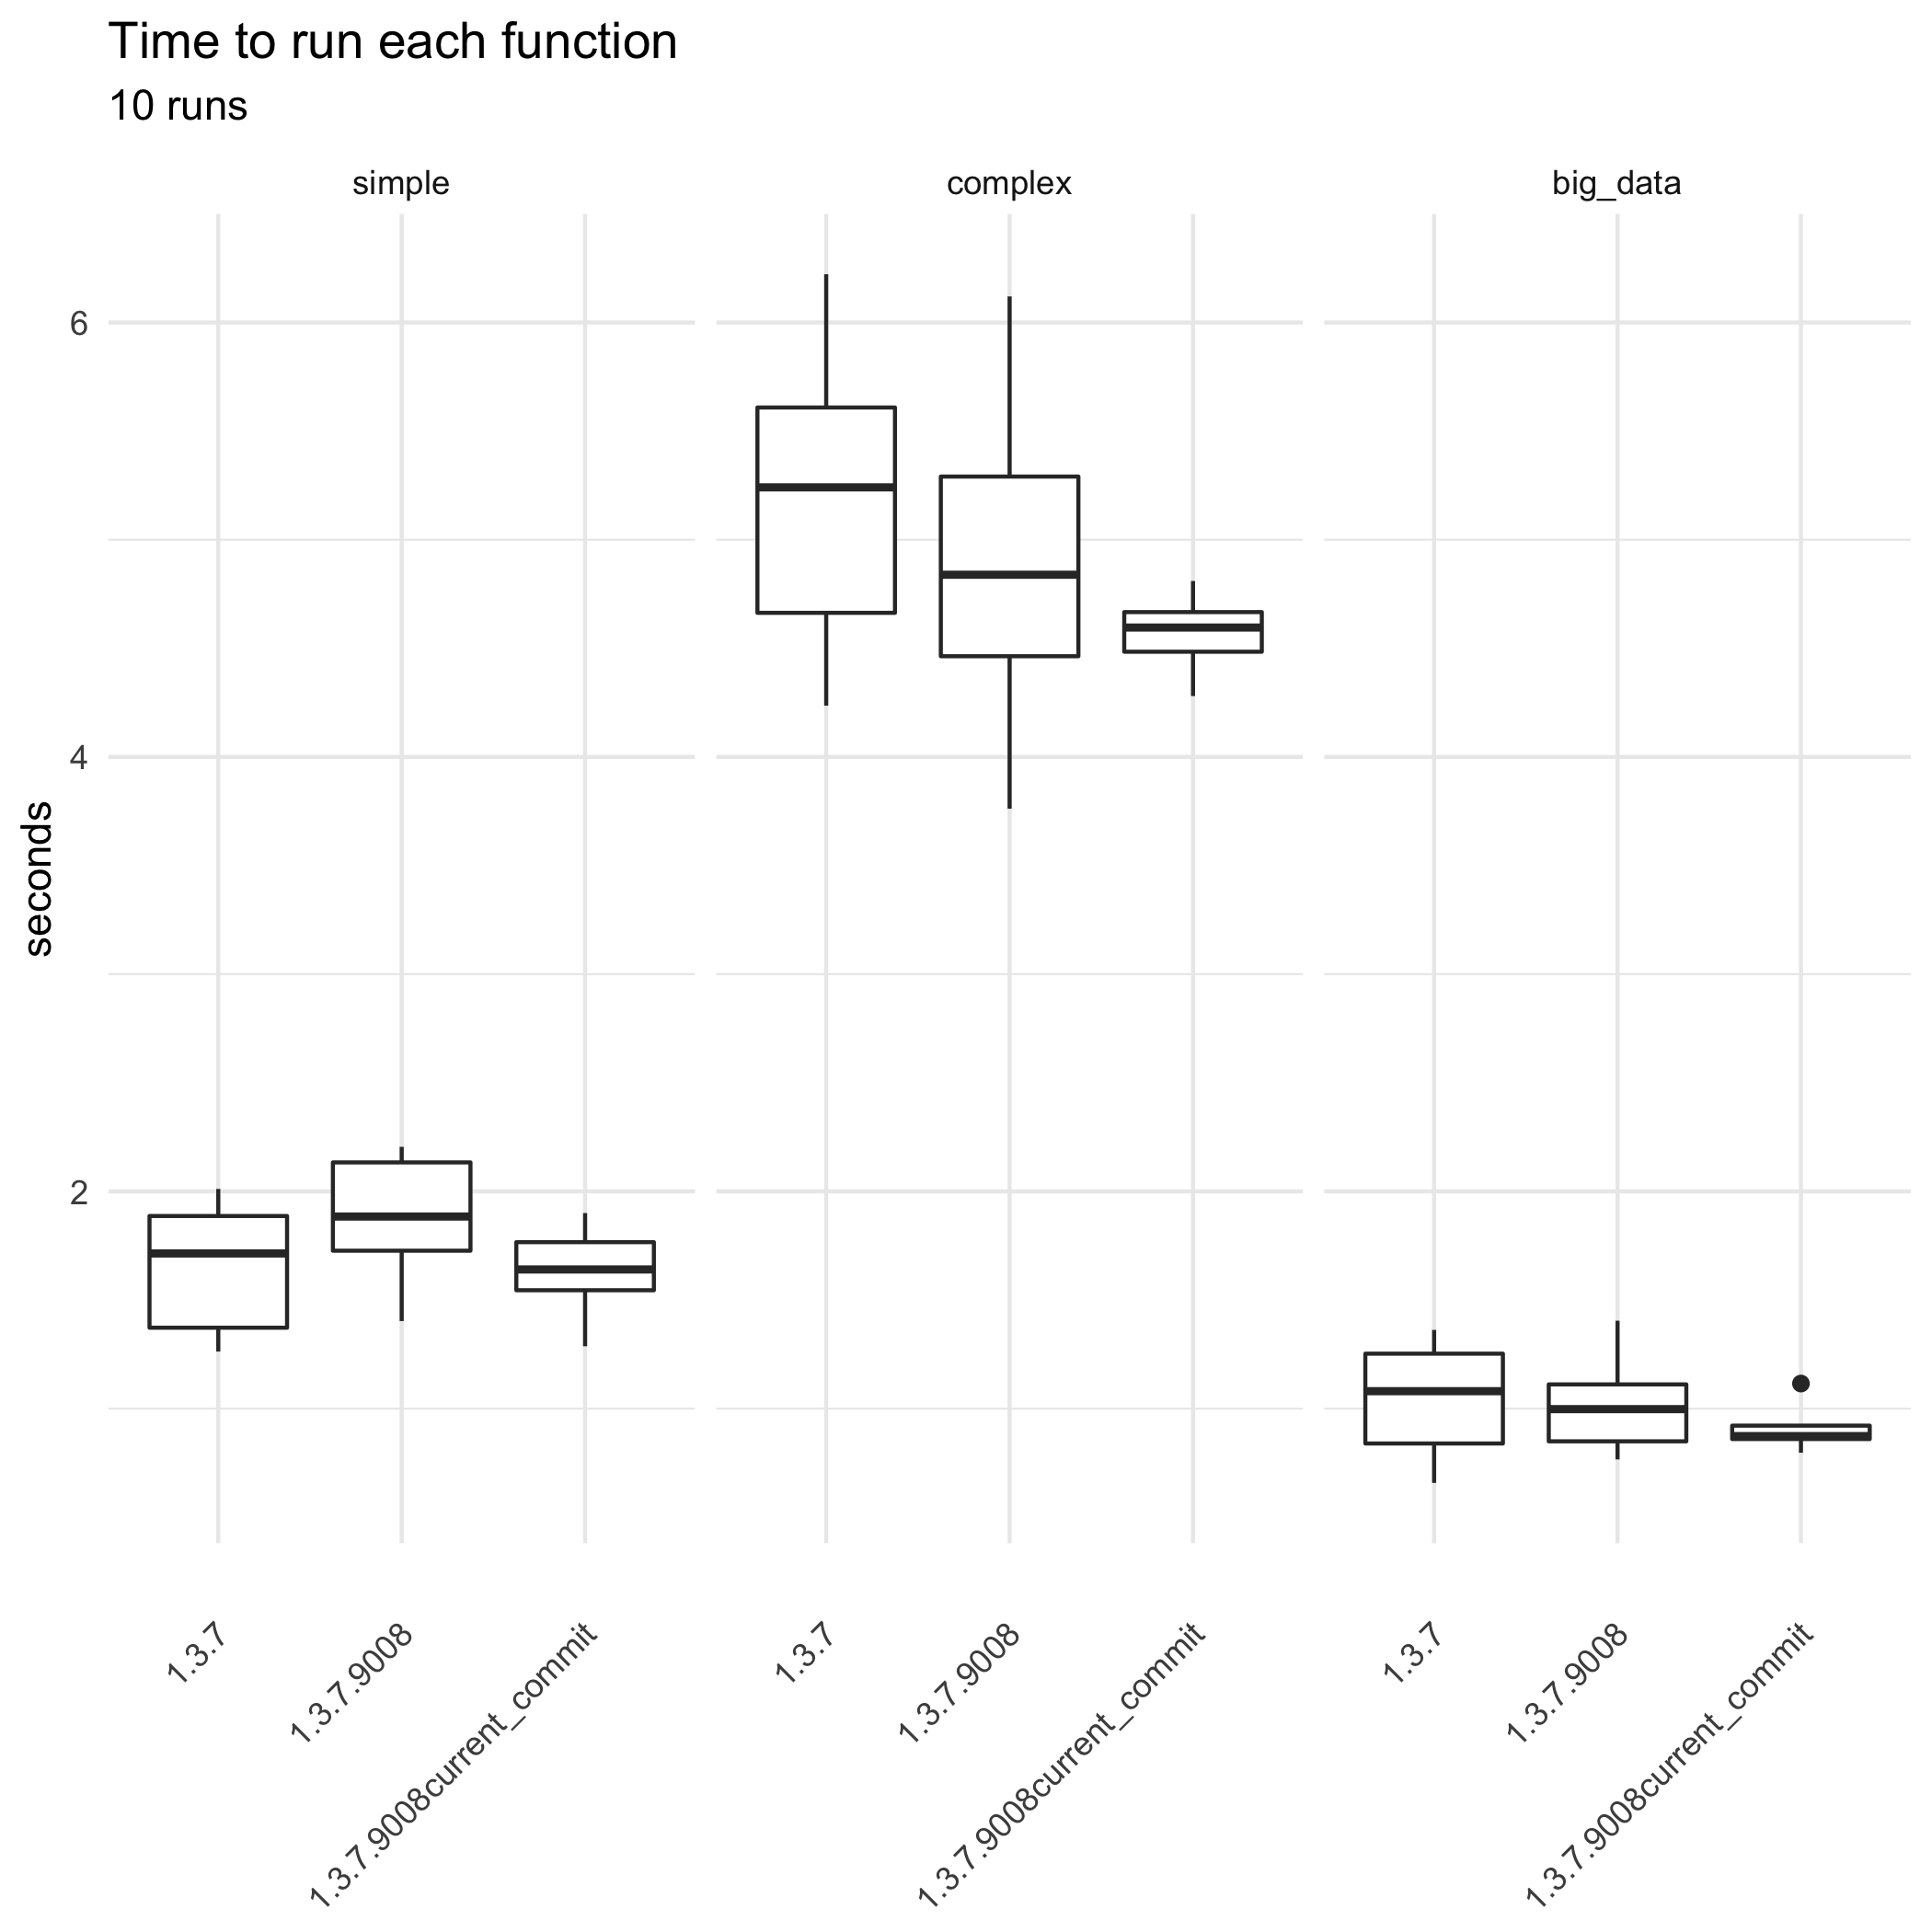 Time to run each function
10 runs
simple
complex
big_data
6
4
2
seconds
1.3.7
1.3.7.9008
1.3.7.9008current_commit
1.3.7
1.3.7.9008
1.3.7.9008current_commit
1.3.7
1.3.7.9008
1.3.7.9008current_commit